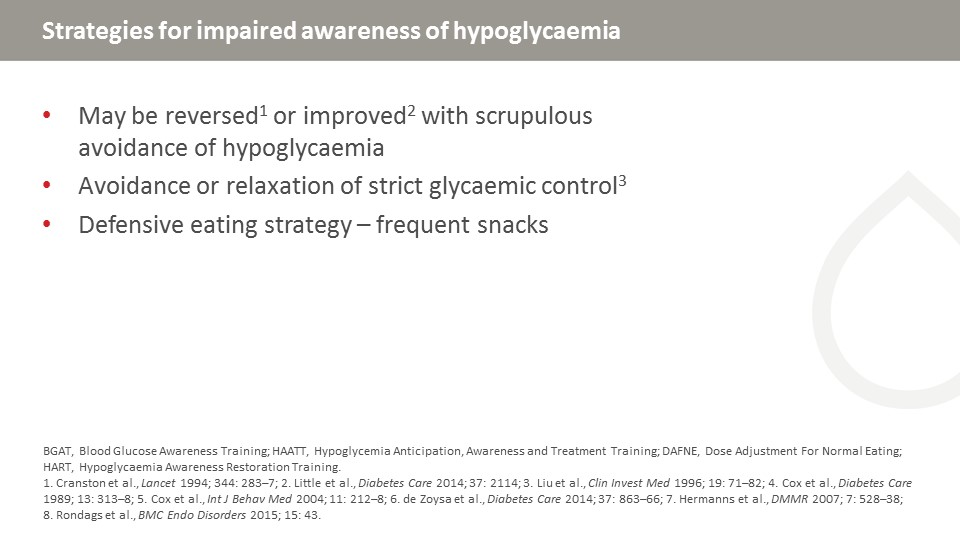 Strategies for impaired awareness of hypoglycaemia
• May be reversed¹ or improved² with scrupulous
avoidance of hypoglycaemia
• Avoidance or relaxation of strict glycaemic control³
• Defensive eating strategy – frequent snacks
BGAT, Blood Glucose Awareness Training; HAATT, Hypoglycemia Anticipation, Awareness and Treatment Training; DAFNE, Dose Adjustment For Normal Eating;
HART, Hypoglycaemia Awareness Restoration Training.
1. Cranston et al., Lancet 1994; 344: 283–7; 2. Little et al., Diabetes Care 2014; 37: 2114; 3. Liu et al., Clin Invest Med 1996; 19: 71–82; 4. Cox et al., Diabetes Care
1989; 13: 313–8; 5. Cox et al., Int J Behav Med 2004; 11: 212–8; 6. de Zoysa et al., Diabetes Care 2014; 37: 863–66; 7. Hermanns et al., DMMR 2007; 7: 528–38;
8. Rondags et al., BMC Endo Disorders 2015; 15: 43.